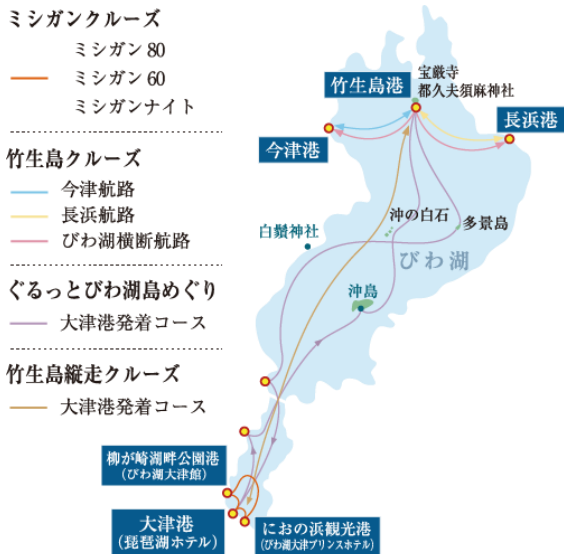 ミシガンクルーズ
ミシガン 80
ミシガン 60
ミシガンナイト
竹生島クルーズ
今津航路
長浜航路
びわ湖横断航路
ぐるっとびわ湖島めぐり
大津港発着コース
竹生島縦走クルーズ
大津港発着コース
竹生島港
宝厳寺
都久夫須麻神社
今津港
長浜港
沖の白石
多景島
白鬚神社
びわ湖
沖島
柳が崎湖畔公園港
(びわ湖大津館)
大津港
(琵琶湖ホテル)
におの浜観光港
(びわ湖大津プリンスホテル)